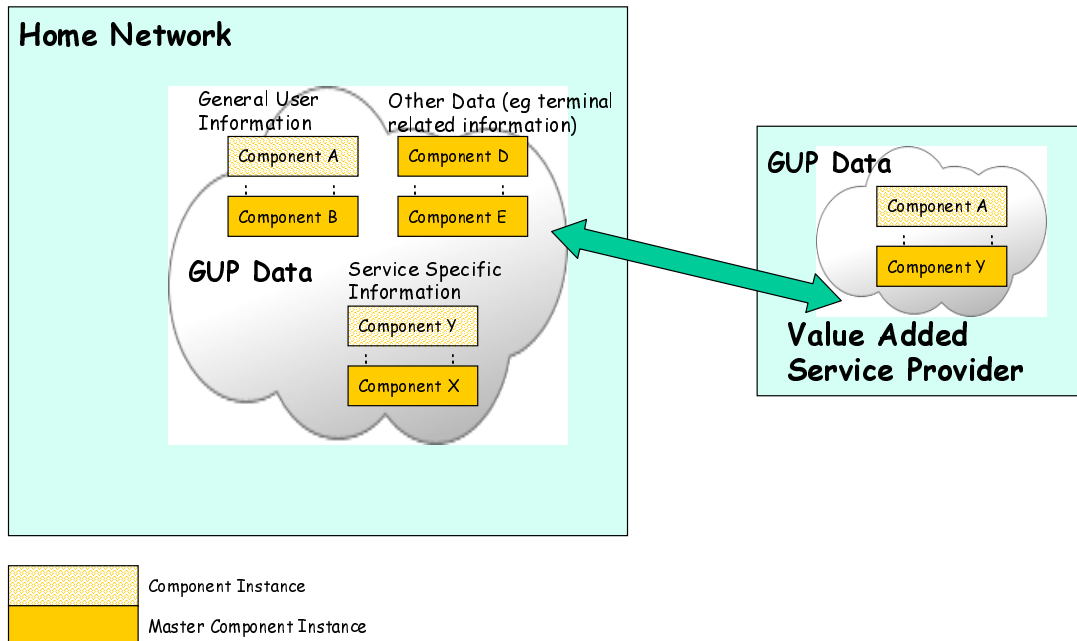 Home Network
General User
Information
Other Data (eg terminal
related information)
Component A
Component D
Component B
Component E
GUP Data
Service Specific
Information
Component Y
Component X
GUP Data
Component A
Component Y
Value Added
Service Provider
Component Instance
Master Component Instance